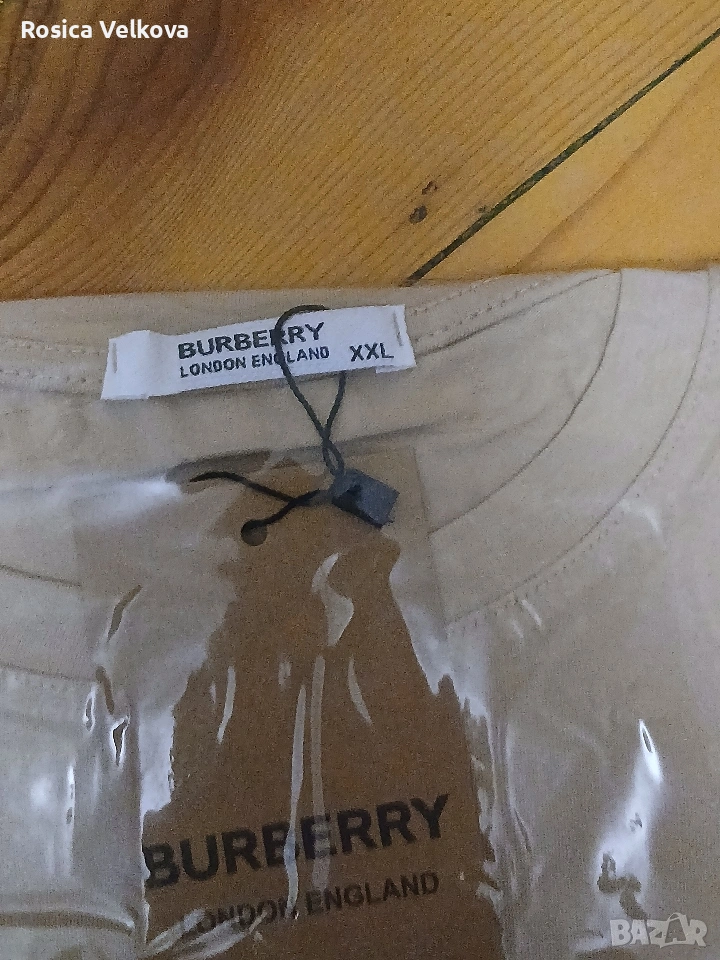 Rosica Velkova
BURBERRY
LONDON ENGLAND XXL
BURBERRY
LONDON ENGLAND
BAZAR